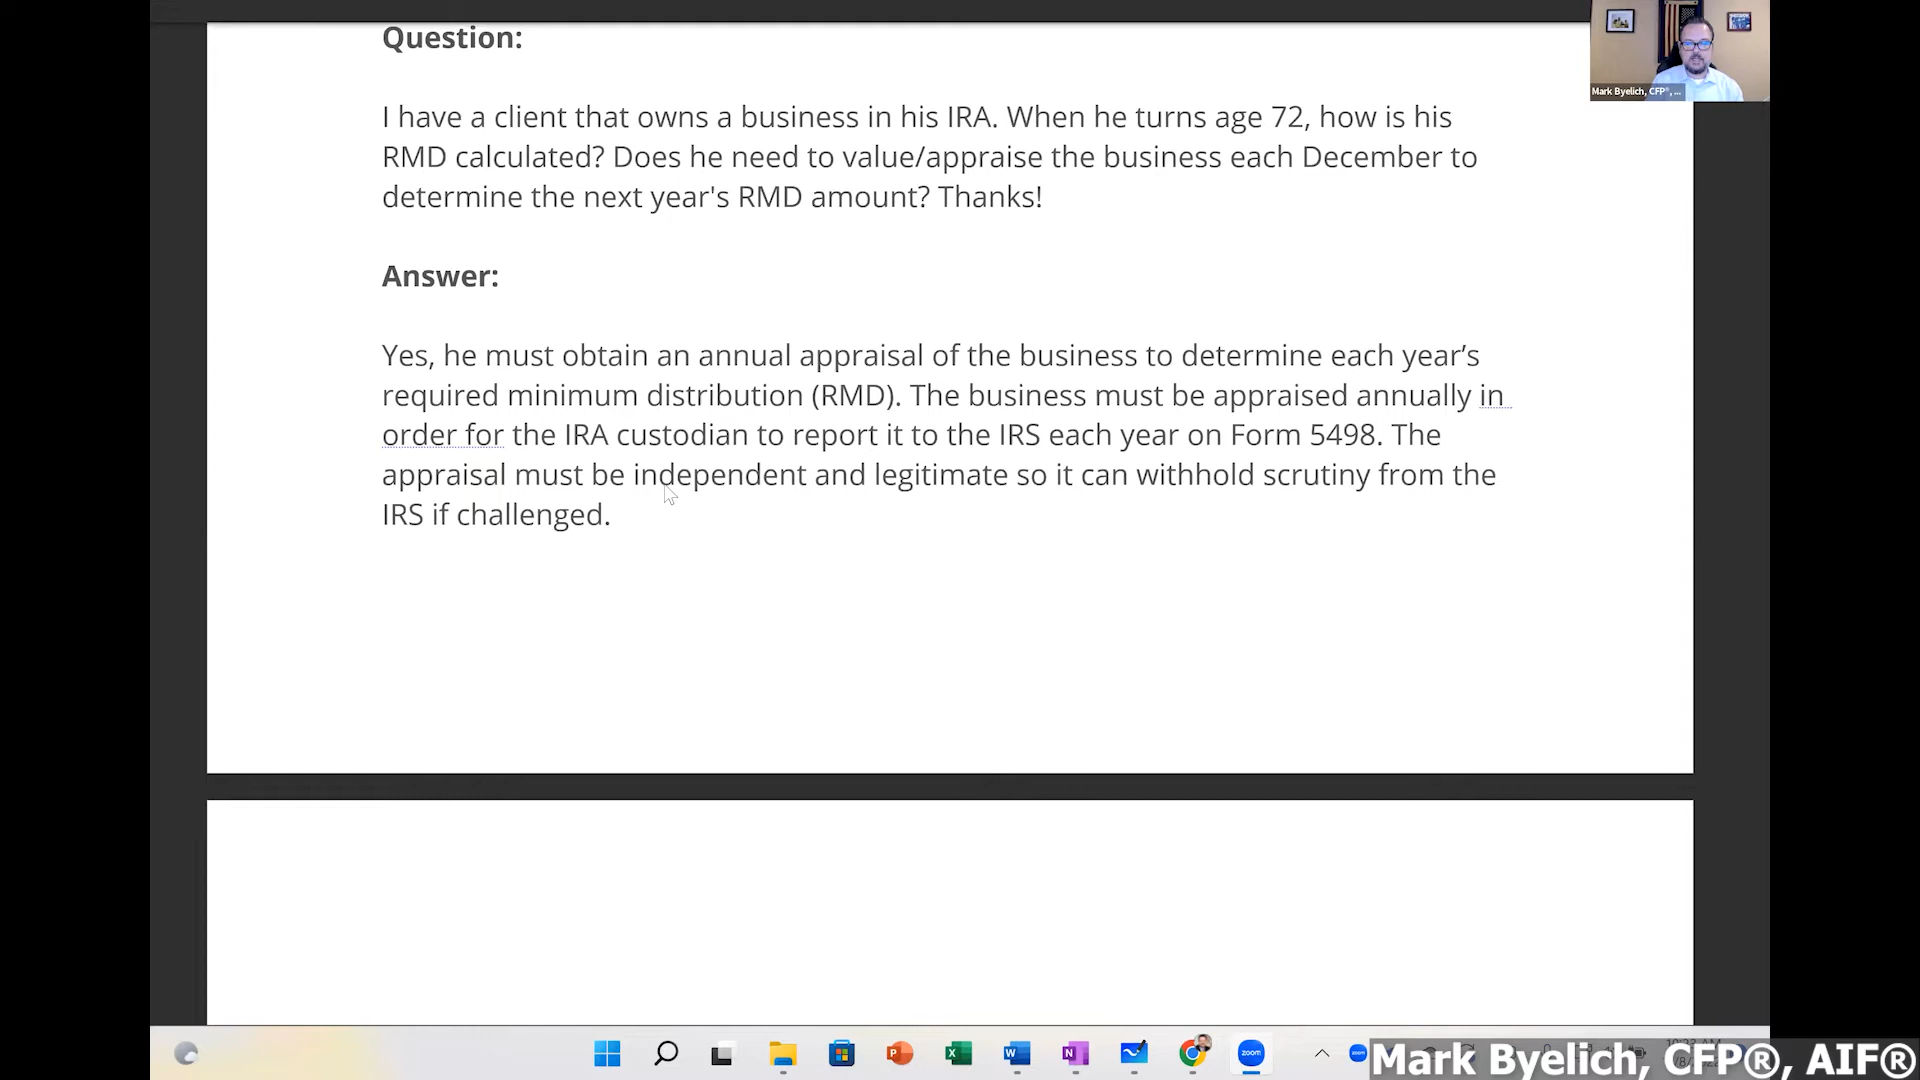 Question:
Mark Byelich, CFP®, ...
I have a client that owns a business in his IRA. When he turns age 72, how is his
RMD calculated? Does he need to value/appraise the business each December to
determine the next year's RMD amount? Thanks!
Answer:
Yes, he must obtain an annual appraisal of the business to determine each year’s
required minimum distribution (RMD). The business must be appraised annually in
order for the IRA custodian to report it to the IRS each year on Form 5498. The
appraisal must be independent and legitimate so it can withhold scrutiny from the
IRS if challenged.
zoom
zoom
Mark Byelich, CFP®, AIF®